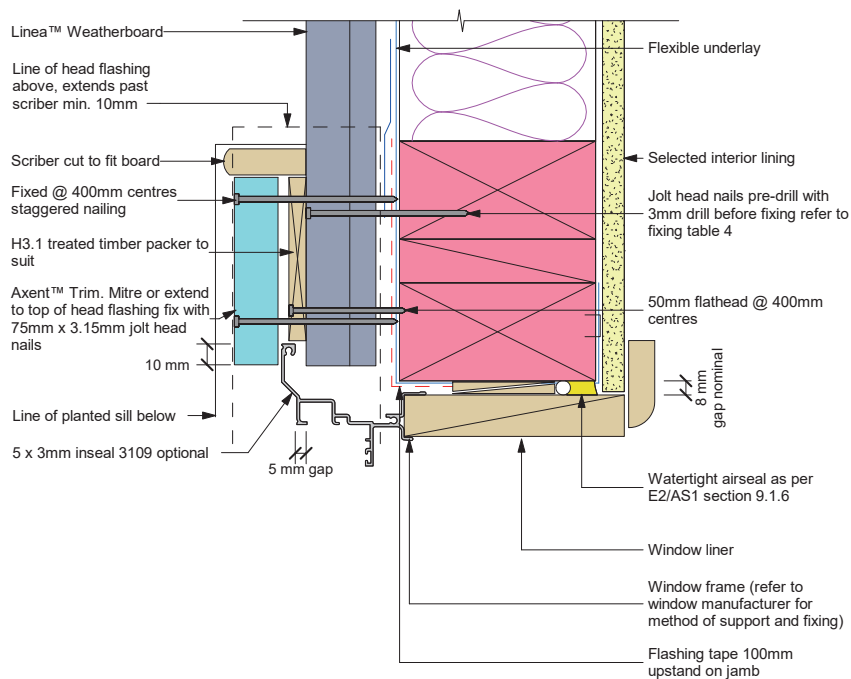 Linea™ Weatherboard
Line of head flashing
above, extends past
scriber min. 10mm
Scriber cut to fit board
Fixed @ 400mm centres
staggered nailing
H3.1 treated timber packer to
suit
Axent™ Trim. Mitre or extend
to top of head flashing fix with
75mm x 3.15mm jolt head
nails
10 mm
Line of planted sill below
5 x 3mm inseal 3109 optional
5 mm gap
Flexible underlay
Selected interior lining
Jolt head nails pre-drill with
3mm drill before fixing refer to
fixing table 4
50mm flathead @ 400mm
centres
8 mm
gap nominal
Watertight airseal as per
E2/AS1 section 9.1.6
Window liner
Window frame (refer to
window manufacturer for
method of support and fixing)
Flashing tape 100mm
upstand on jamb